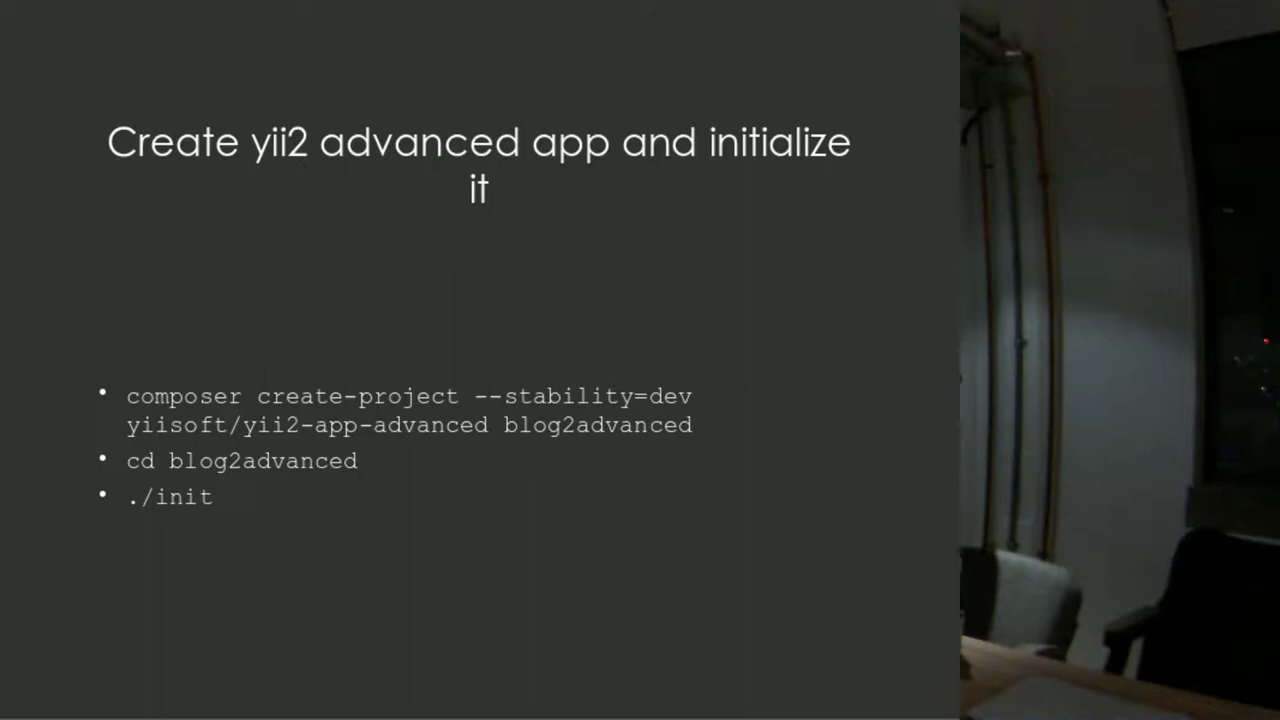 Create yii2 advanced app and initialize
it
• composer create-project --stability=dev
yiisoft/yii2-app-advanced blog2advanced
• cd blog2advanced
• ./init